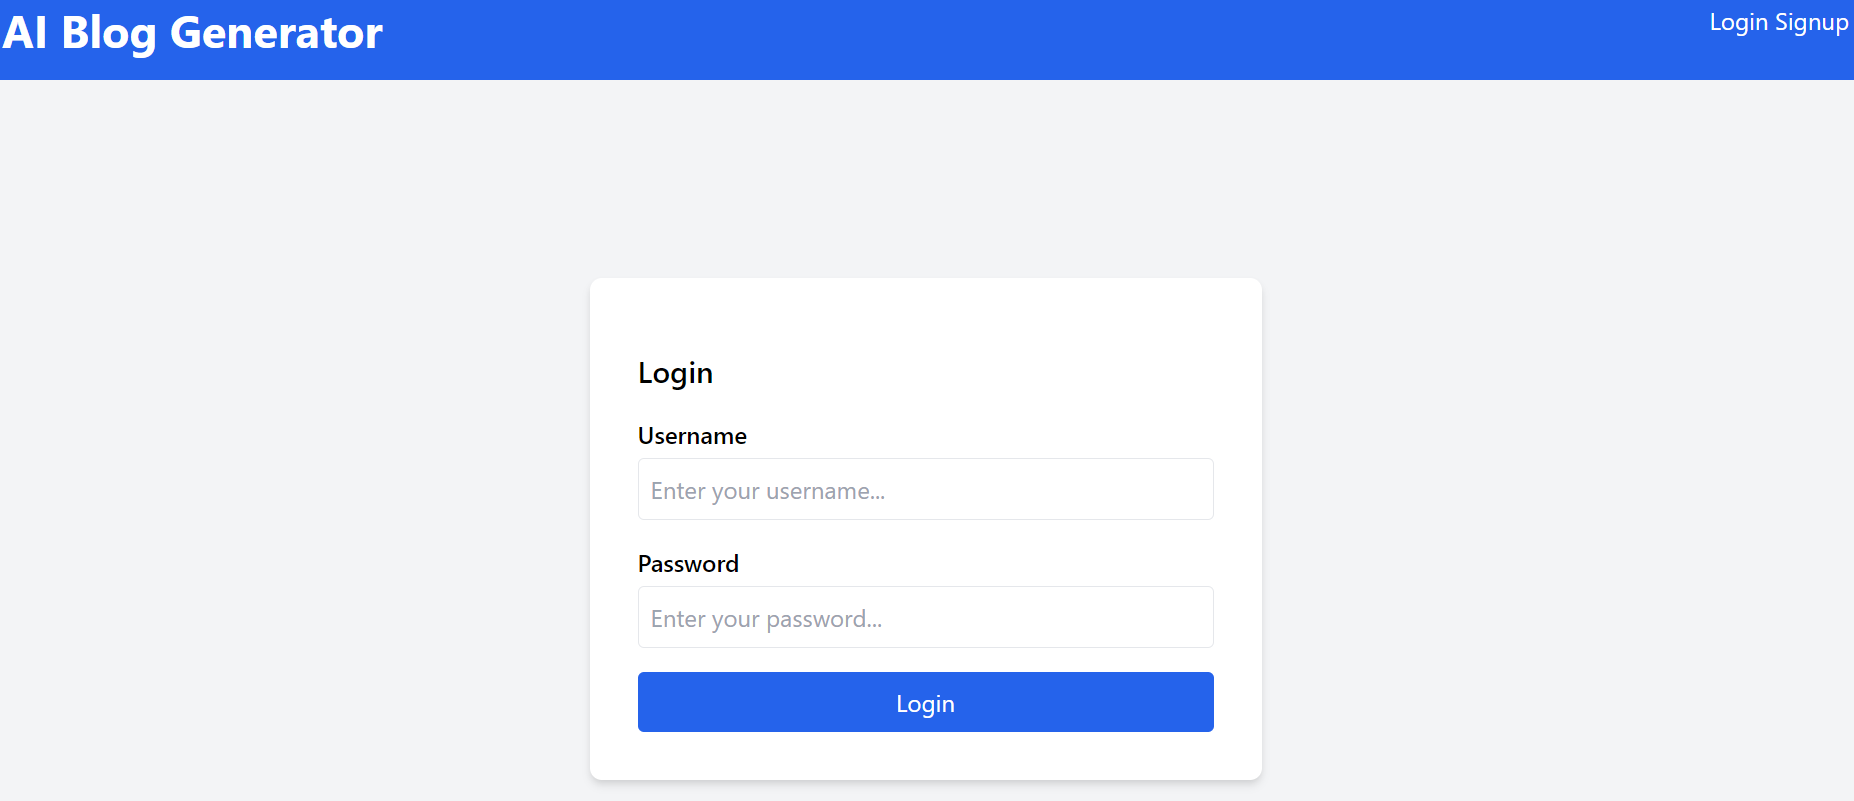 AI Blog Generator
Login Signup
Login
Username
Enter your username...
Password
Enter your password...
Login